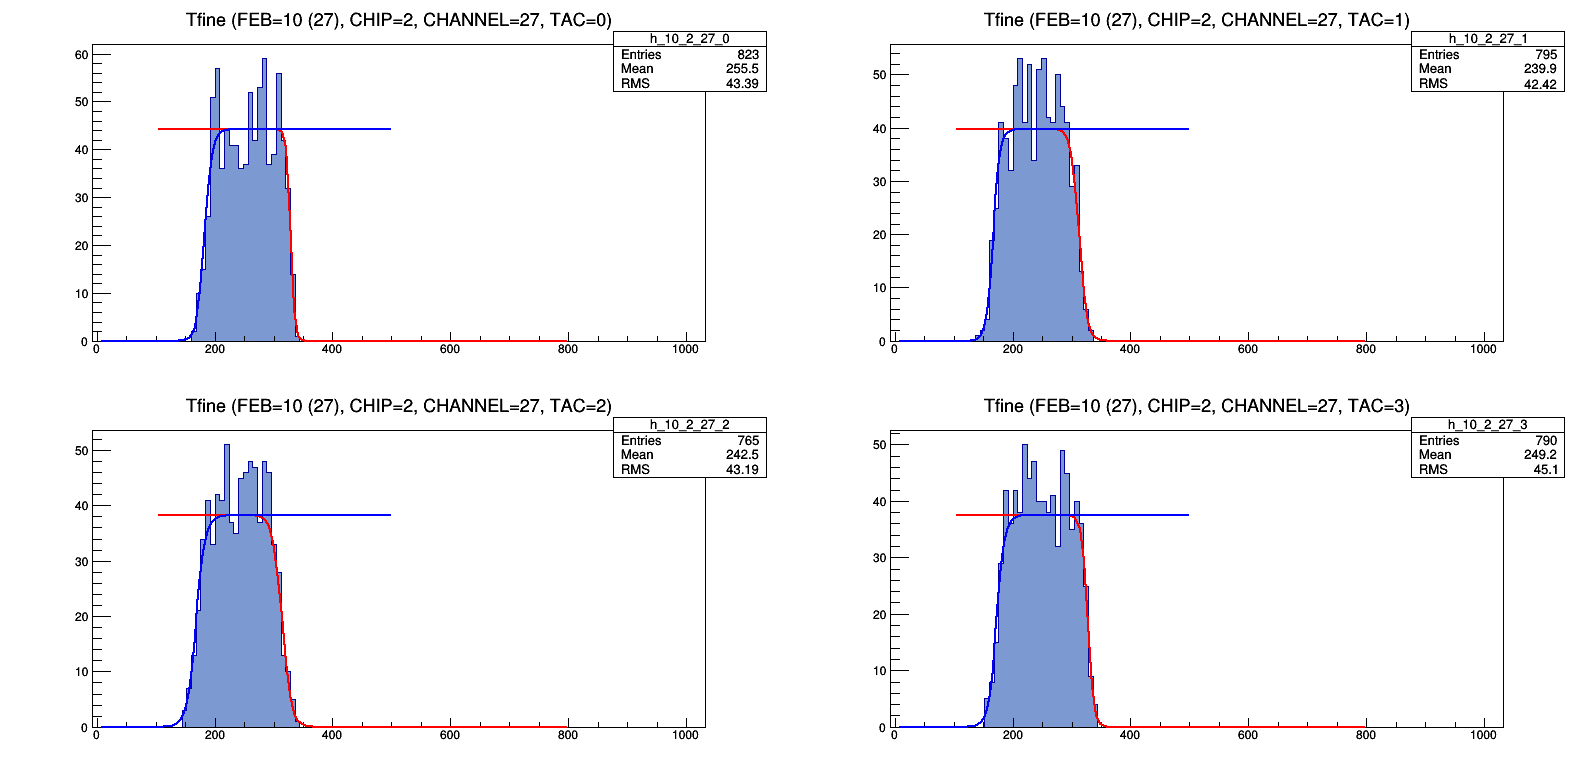 Tfine (FEB=10 (27), CHIP=2, CHANNEL=27, TAC=0)
h_10_2_27_0
Entries 823
Mean 255.5
RMS 43.39
60
50
40
30
20
10
0
0 200 400 600 800 1000
Tfine (FEB=10 (27), CHIP=2, CHANNEL=27, TAC=1)
h_10_2_27_1
Entries 795
Mean 239.9
RMS 42.42
50
40
30
20
10
0
0 200 400 600 800 1000
Tfine (FEB=10 (27), CHIP=2, CHANNEL=27, TAC=2)
h_10_2_27_2
Entries 765
Mean 242.5
RMS 43.19
50
40
30
20
10
0
0 200 400 600 800 1000
Tfine (FEB=10 (27), CHIP=2, CHANNEL=27, TAC=3)
h_10_2_27_3
Entries 790
Mean 249.2
RMS 45.1
50
40
30
20
10
0
0 200 400 600 800 1000